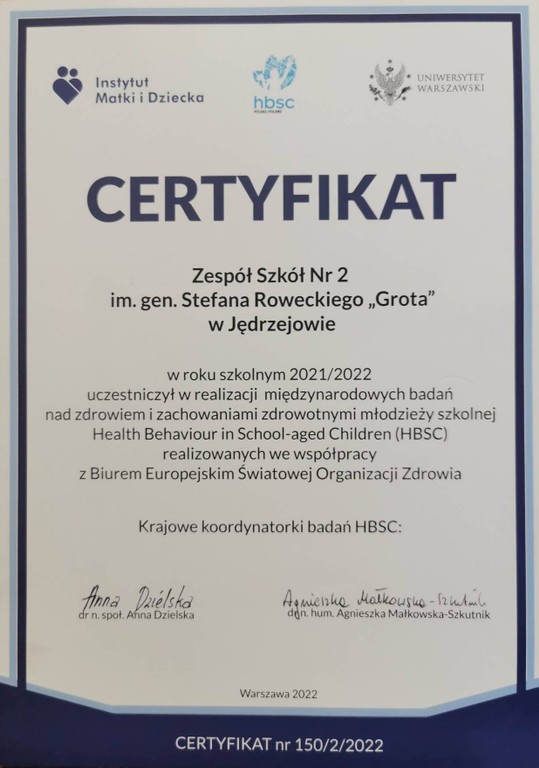 Instytut
Matki i Dziecka
hbsc
UNIWERSYTET
WARSZAWSKI
CERTYFIKAT
Zespół Szkół Nr 2
im. gen. Stefana Roweckiego „Grota”
w Jędrzejowie
w roku szkolnym 2021/2022
uczestniczył w realizacji międzynarodowych badań
nad zdrowiem i zachowaniami zdrowotnymi młodzieży szkolnej
Health Behaviour in School-aged Children (HBSC)
realizowanych we współpracy
z Biurem Europejskim Światowej Organizacji Zdrowia
Krajowe koordynatorki badań HBSC:
Anna Dzielska
Agnieszka Małkowska-Szkutnik
dr n. społ. Anna Dzielska
n. hum. Agnieszka Małkowska-Szkutnik
Warszawa 2022
CERTYFIKAT nr 150/2/2022